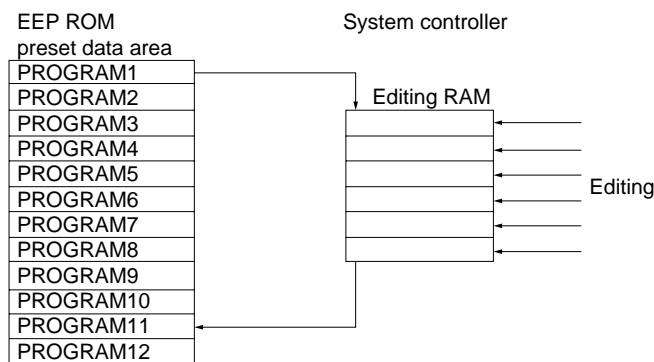 EEP ROM
preset data area
PROGRAM1
PROGRAM2
PROGRAM3
PROGRAM4
PROGRAM5
PROGRAM6
PROGRAM7
PROGRAM8
PROGRAM9
PROGRAM10
PROGRAM11
PROGRAM12
System controller
Editing RAM
Editing